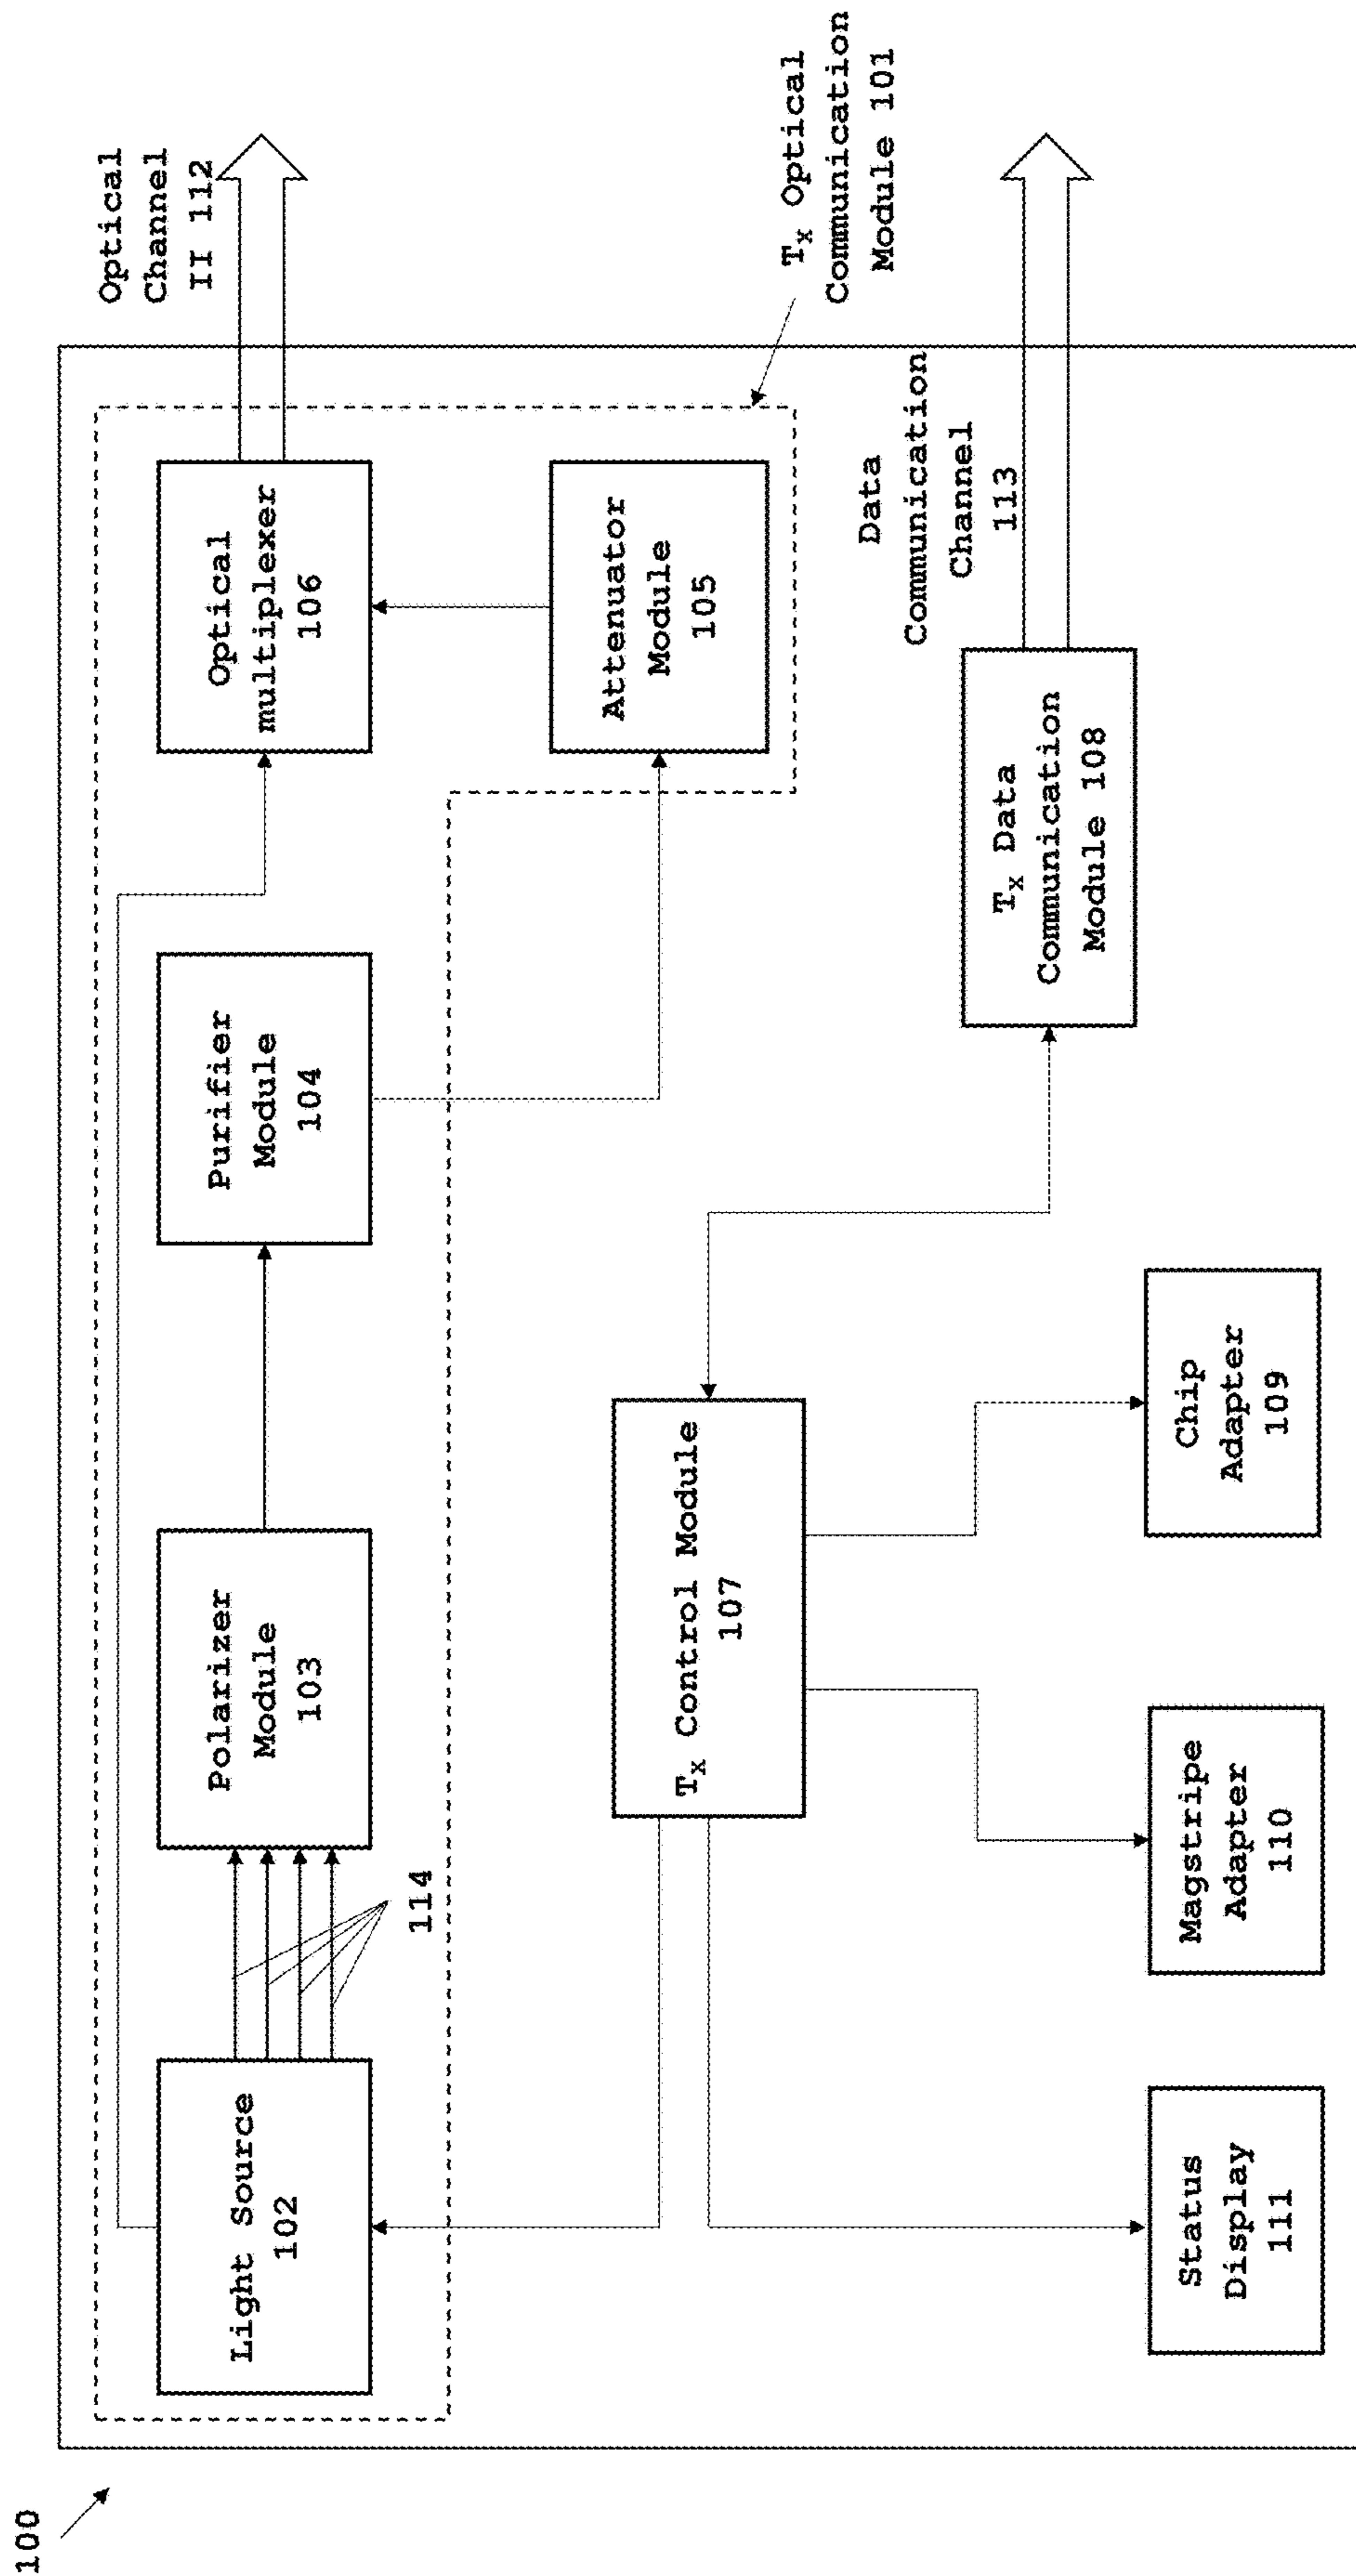 100
Optical
Channel
II 112
Tx Optical
Communication
Module 101
Light Source
102
114
Polarizer
Module
103
Purifier
Module
104
Optical
multiplexer
106
Attenuator
Module
105
Tx Control Module
107
Data
Communication
Channel
113
Tx Data
Communication
Module 108
Status
Display
111
Magstripe
Adapter
110
Chip
Adapter
109